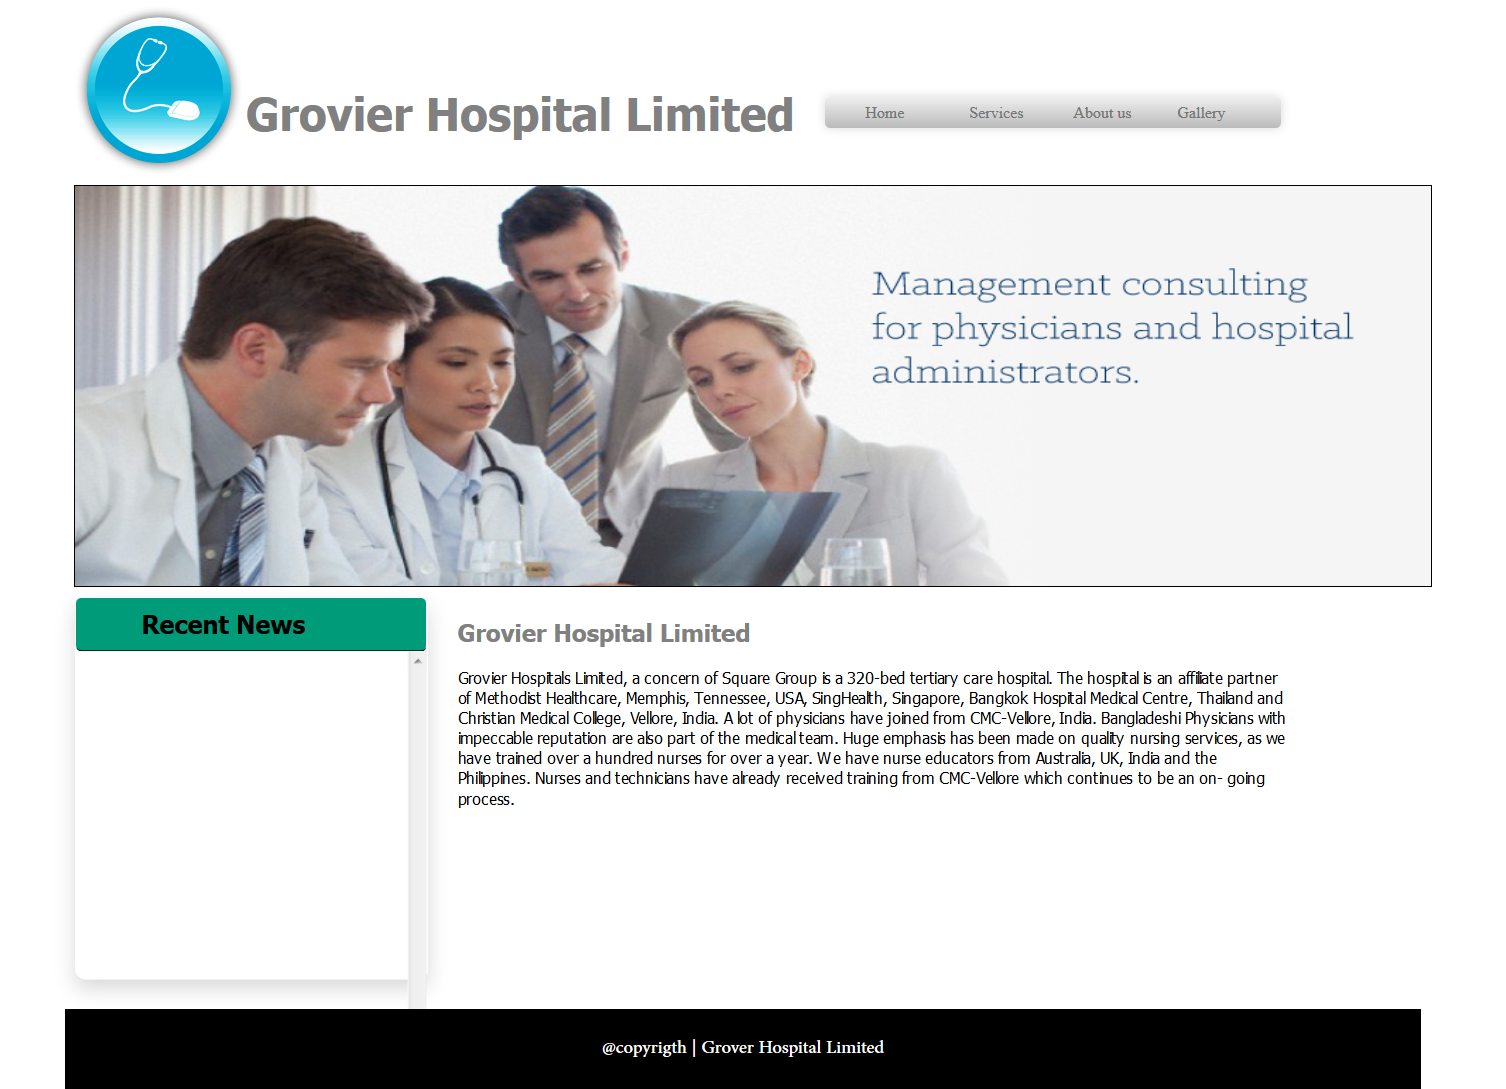 Grovier Hospital Limited
Home Services About us Gallery
Management consulting
for physicians and hospital
administrators.
Recent News
Grovier Hospital Limited
Grovier Hospitals Limited, a concern of Square Group is a 320-bed tertiary care hospital. The hospital is an affiliate partner
of Methodist Healthcare, Memphis, Tennessee, USA, SingHealth, Singapore, Bangkok Hospital Medical Centre, Thailand and
Christian Medical College, Vellore, India. A lot of physicians have joined from CMC-Vellore, India. Bangladeshi Physicians with
impeccable reputation are also part of the medical team. Huge emphasis has been made on quality nursing services, as we
have trained over a hundred nurses for over a year. We have nurse educators from Australia, UK, India and the
Philippines. Nurses and technicians have already received training from CMC-Vellore which continues to be an on- going
process.
@copyrigth | Grover Hospital Limited